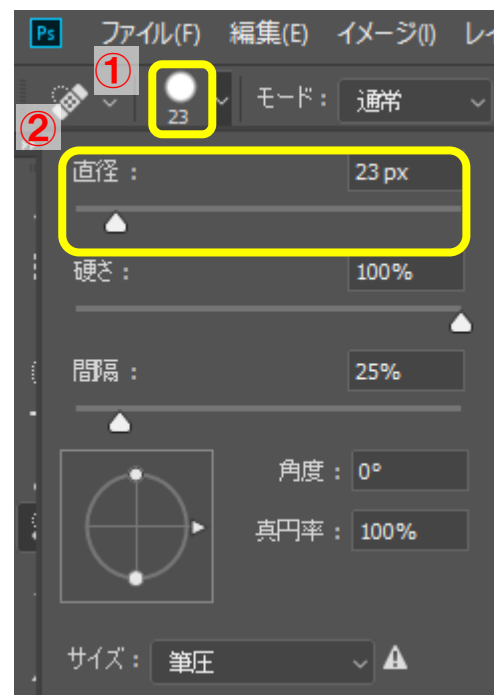 Ps ファイル(F) 編集(E) イメージ(I) レイ
①
23 モード： 通常
②
直径： 23 px
硬さ： 100%
間隔： 25%
角度： 0°
真円率： 100%
サイズ： 筆圧